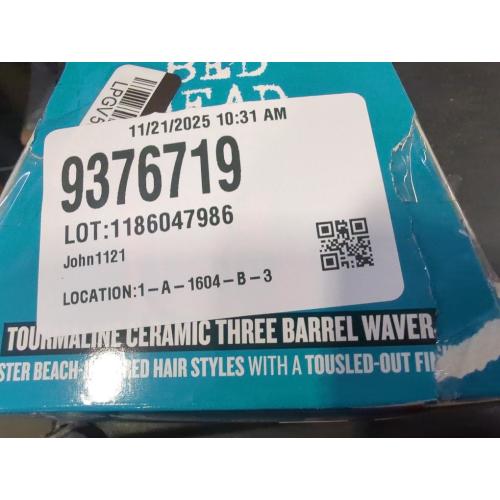 BED
HEAD
LPGV5
11/21/2025 10:31 AM
9376719
LOT:1186047986
John1121
LOCATION:1-A-1604-B-3
TOURMALINE CERAMIC THREE BARREL WAVER
HAIR STYLES WITH A TOUSLED-OUT